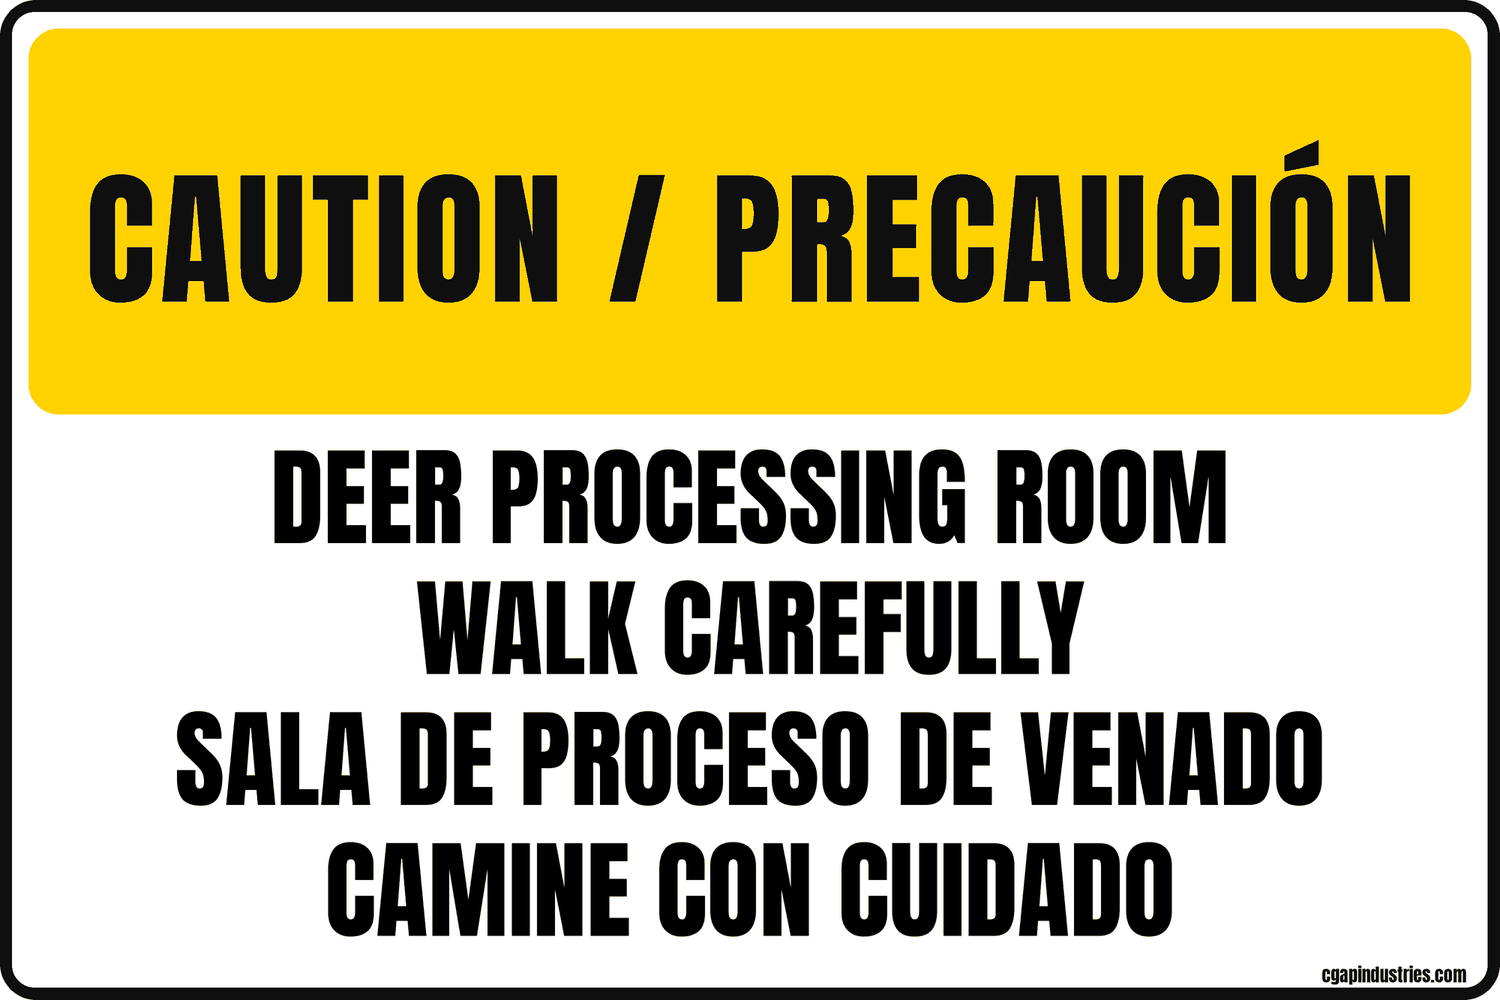 CAUTION / PRECAUCIÓN
DEER PROCESSING ROOM
WALK CAREFULLY
SALA DE PROCESO DE VENADO
CAMINE CON CUIDADO
cgapindustries.com